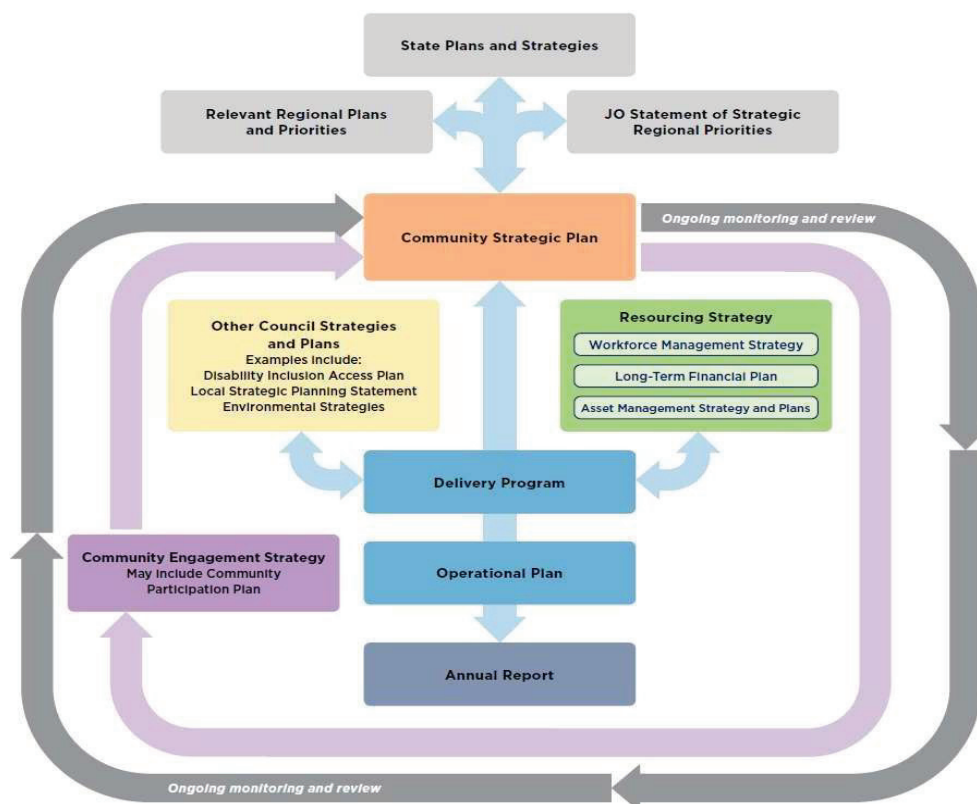 State Plans and Strategies
Relevant Regional Plans
and Priorities
JO Statement of Strategic
Regional Priorities
Ongoing monitoring and review
Community Strategic Plan
Other Council Strategies
and Plans
Examples include:
Disability Inclusion Access Plan
Local Strategic Planning Statement
Environmental Strategies
Resourcing Strategy
Workforce Management Strategy
Long-Term Financial Plan
Asset Management Strategy and Plans
Delivery Program
Community Engagement Strategy
May include Community
Participation Plan
Operational Plan
Annual Report
Ongoing monitoring and review